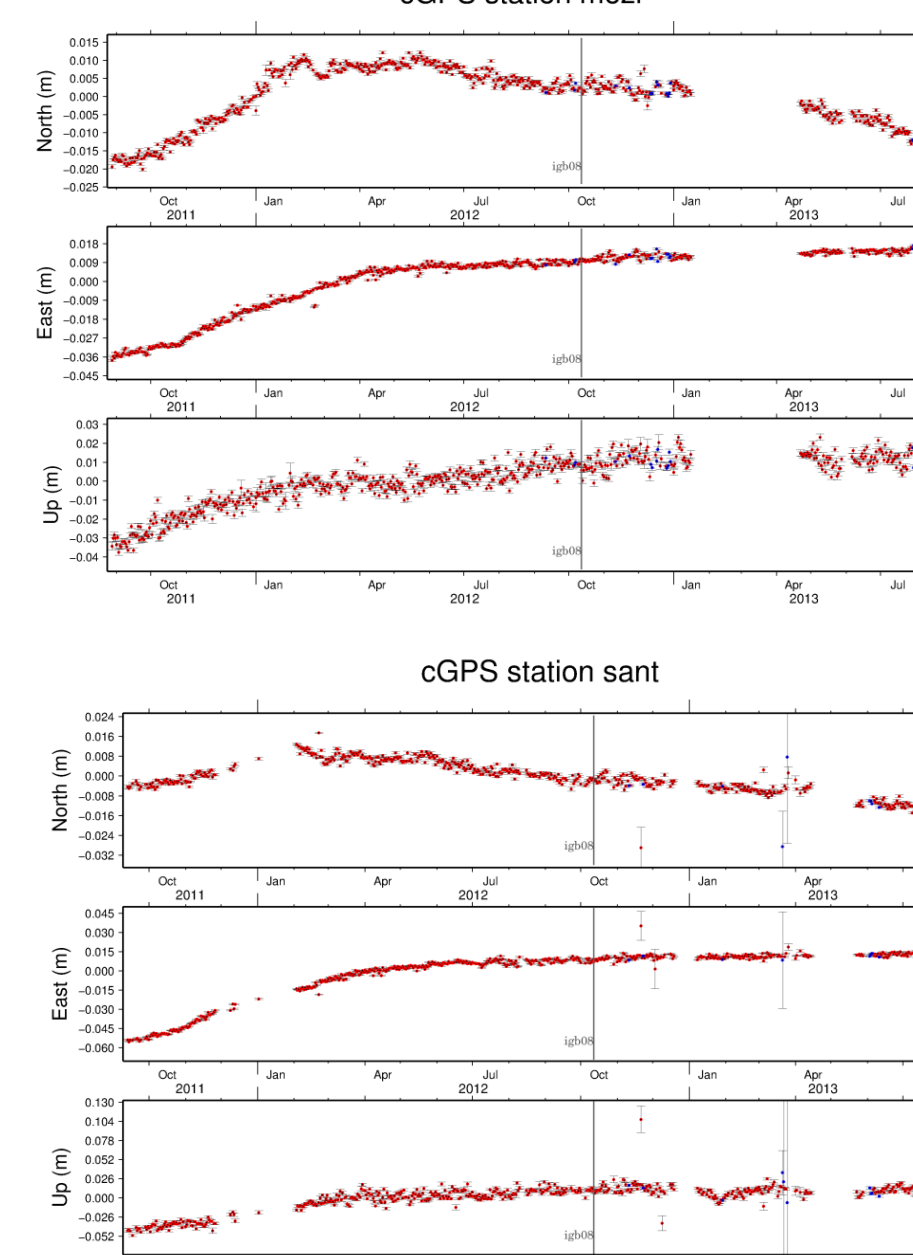 North (m)
0.015
0.010
0.005
0.000
−0.005
−0.010
−0.015
−0.020
−0.025
igb08
Oct Jan Apr Jul Oct Jan Apr Jul
2011 2012 2013
East (m)
0.018
0.009
0.000
−0.009
−0.018
−0.027
−0.036
−0.045
igb08
Oct Jan Apr Jul Oct Jan Apr Jul
2011 2012 2013
Up (m)
0.03
0.02
0.01
0.00
−0.01
−0.02
−0.03
−0.04
igb08
Oct Jan Apr Jul Oct Jan Apr Jul
2011 2012 2013
cGPS station sant
North (m)
0.024
0.016
0.008
0.000
−0.008
−0.016
−0.024
−0.032
igb08
Oct Jan Apr Jul Oct Jan Apr
2011 2012 2013
East (m)
0.045
0.030
0.015
0.000
−0.015
−0.030
−0.045
−0.060
igb08
Oct Jan Apr Jul Oct Jan Apr
2011 2012 2013
Up (m)
0.130
0.104
0.078
0.052
0.026
0.000
−0.026
−0.052
igb08